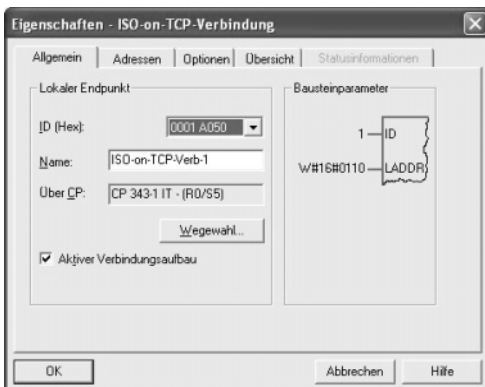 Eigenschaften - ISO-on-TCP-Verbindung
Allgemein
Adressen
Optionen
Übersicht
Statusinformationen
Lokaler Endpunkt
ID (Hex):
0001 A050
Name:
ISO-on-TCP-Verb-1
Über CP:
CP 343-1 IT - (R0/S5)
Wegewahl...
Aktiver Verbindungsaufbau
Bausteinparameter
1
ID
W#16#0110
LADDR
OK
Abbrechen
Hilfe